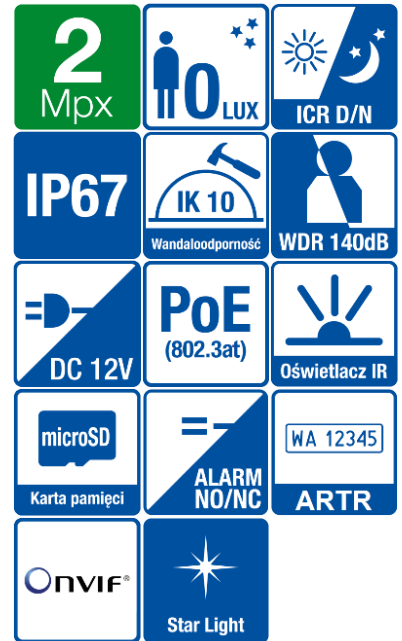 2
Mpx
0 LUX
ICR D/N
IP67
IK 10
Wandaloodporność
WDR 140dB
DC 12V
PoE
(802.3at)
Oświetlacz IR
microSD
Karta pamięci
ALARM
NO/NC
WA 12345
ARTR
ONVIF®
Star Light